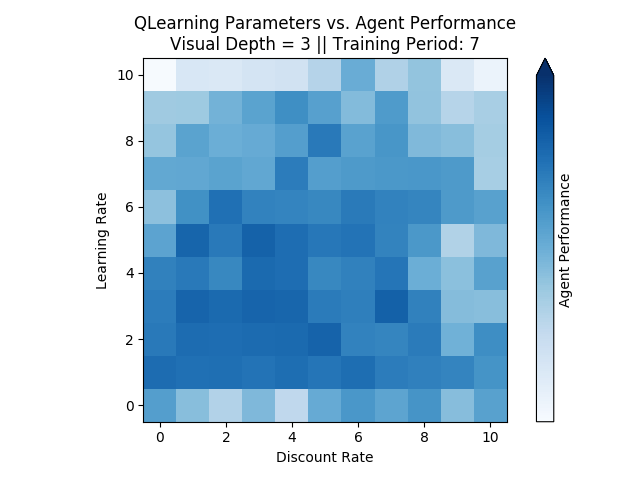 QLearning Parameters vs. Agent Performance
Visual Depth = 3 || Training Period: 7
10
8
6
4
2
0
Learning Rate
0 2 4 6 8 10
Discount Rate
Agent Performance